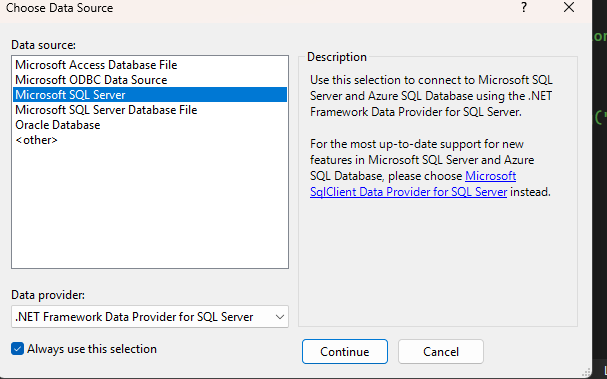 Choose Data Source
?
Data source:
Microsoft Access Database File
Microsoft ODBC Data Source
Microsoft SQL Server
Microsoft SQL Server Database File
Oracle Database
<other>
Description
Use this selection to connect to Microsoft SQL
Server and Azure SQL Database using the .NET
Framework Data Provider for SQL Server.
For the most up-to-date support for new
features in Microsoft SQL Server and Azure
SQL Database, please choose Microsoft
SqlClient Data Provider for SQL Server instead.
Data provider:
.NET Framework Data Provider for SQL Server
Always use this selection
Continue
Cancel